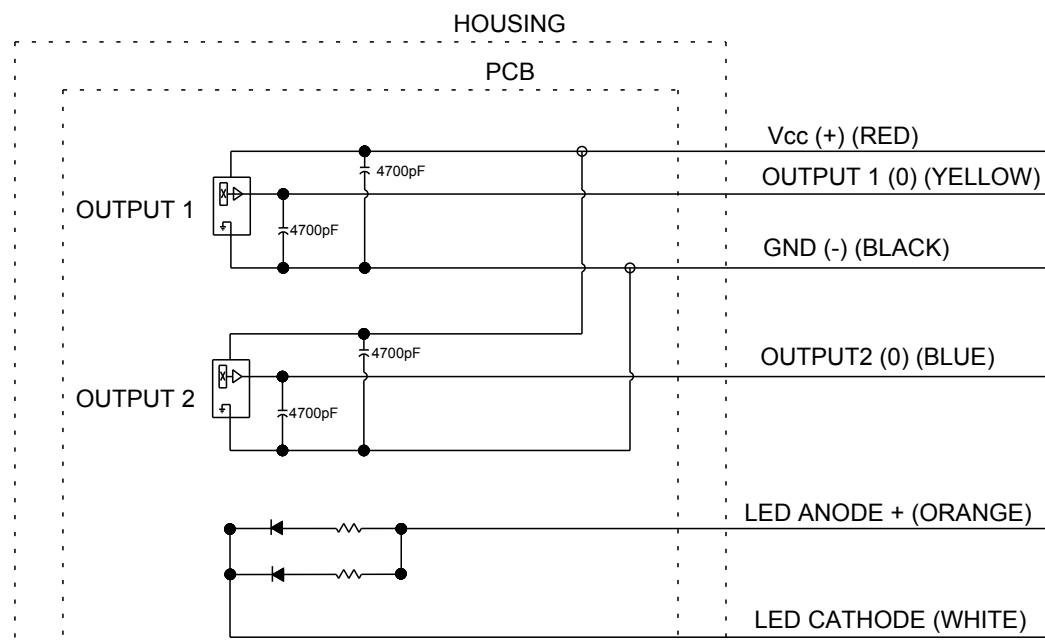 HOUSING
PCB
Vcc (+) (RED)
4700pF
OUTPUT 1 (0) (YELLOW)
OUTPUT 1
4700pF
GND (-) (BLACK)
4700pF
OUTPUT2 (0) (BLUE)
OUTPUT 2
4700pF
LED ANODE + (ORANGE)
LED CATHODE (WHITE)